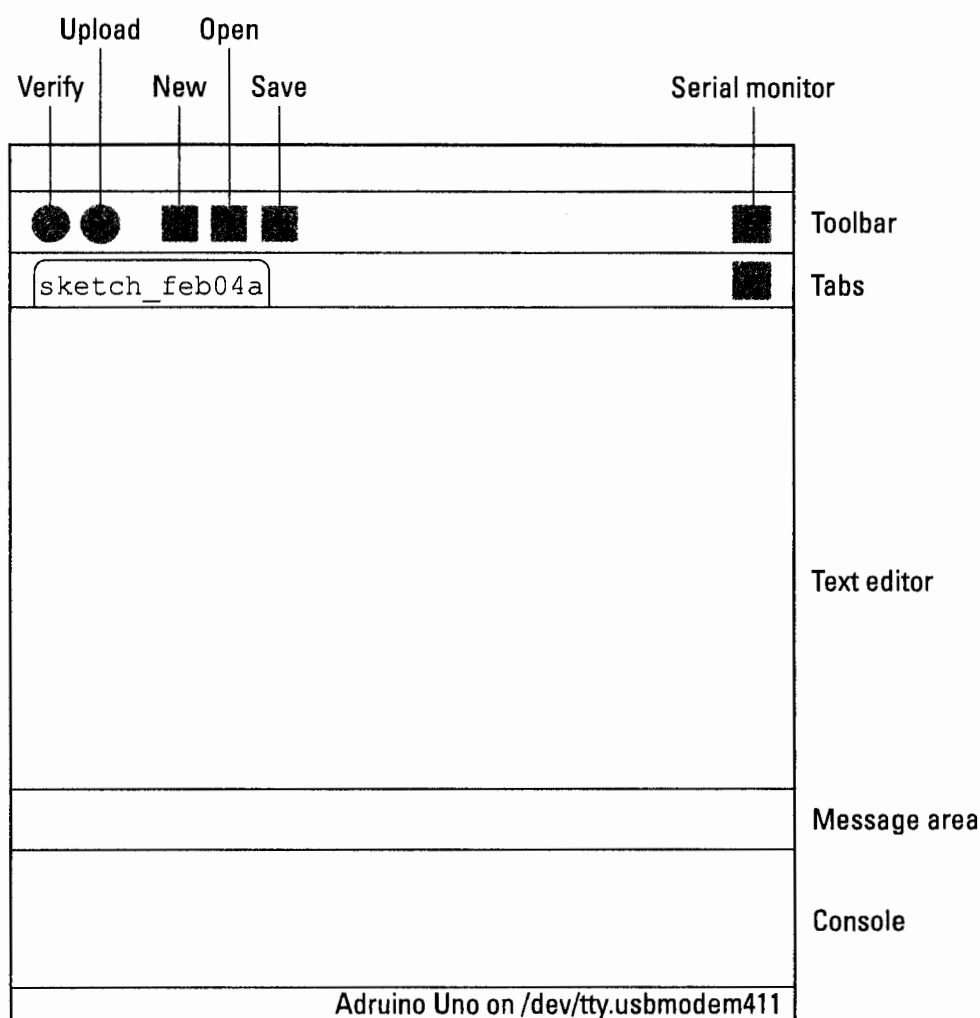 Upload Open
Verify New Save Serial monitor
Toolbar
sketch_feb04a Tabs
Text editor
Message area
Console
Adruino Uno on /dev/tty.usbmodem411